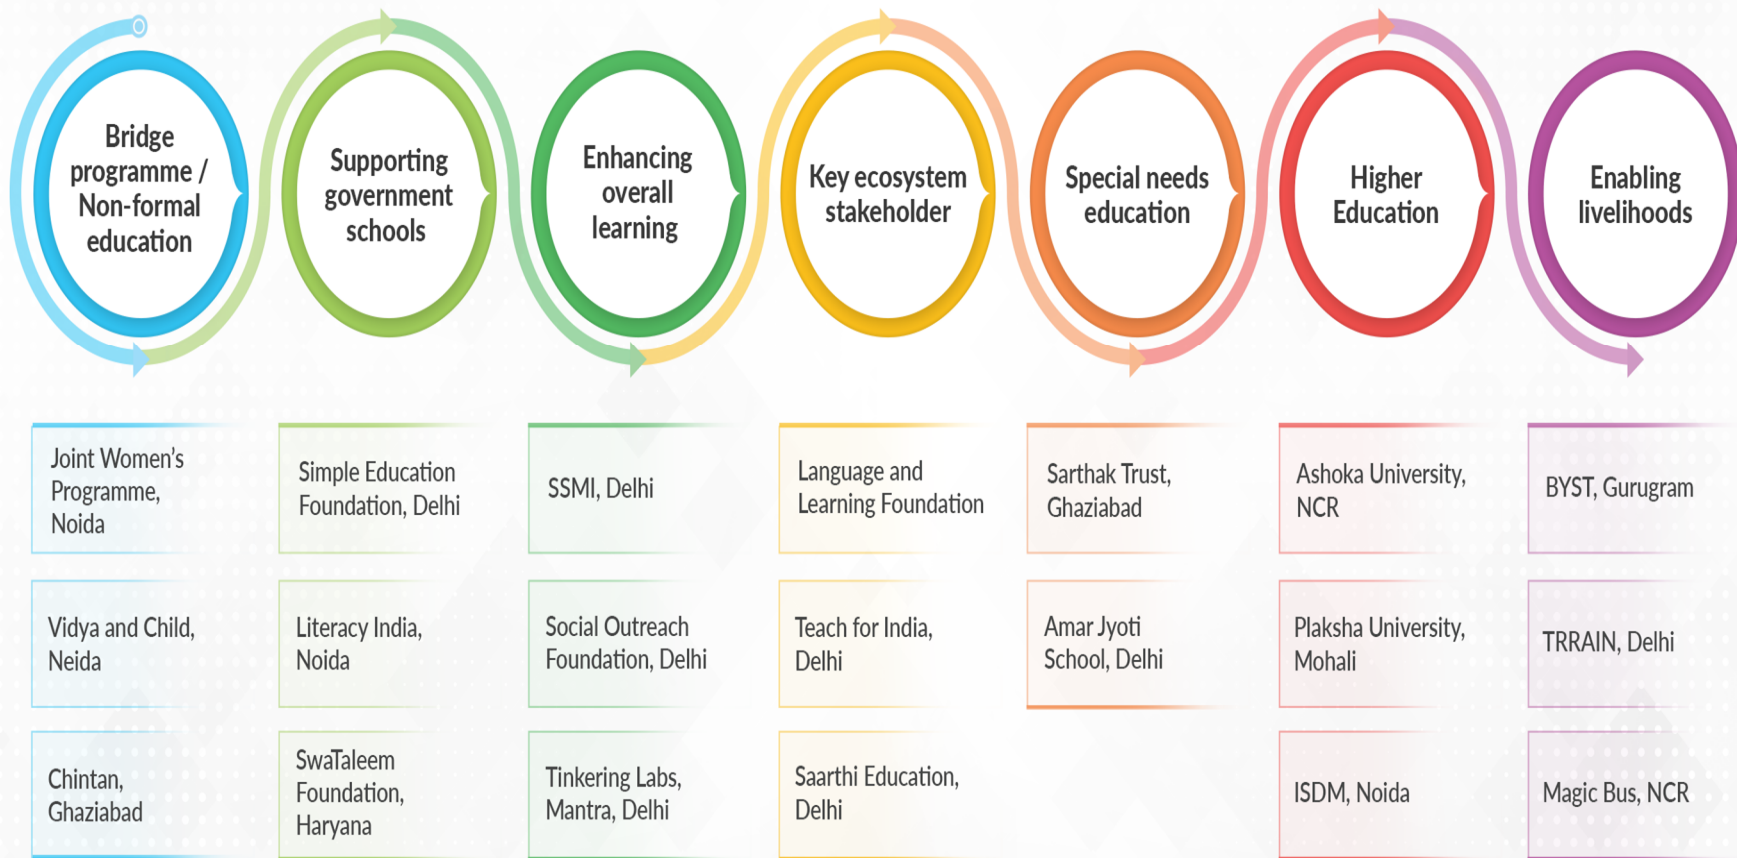 Bridge
programme /
Non-formal
education
Supporting
government
schools
Enhancing
overall
learning
Key ecosystem
stakeholder
Special needs
education
Higher
Education
Enabling
livelihoods
Joint Women's
Programme,
Noida
Simple Education
Foundation, Delhi
SSMI, Delhi
Language and
Learning Foundation
Sarthak Trust,
Ghaziabad
Ashoka University,
NCR
BYST, Gurugram
Vidya and Child,
Neida
Literacy India,
Noida
Social Outreach
Foundation, Delhi
Teach for India,
Delhi
Amar Jyoti
School, Delhi
Plaksha University,
Mohali
TRRAIN, Delhi
Chintan,
Ghaziabad
SwaTaleem
Foundation,
Haryana
Tinkering Labs,
Mantra, Delhi
Saarthi Education,
Delhi
ISDM, Noida
Magic Bus, NCR